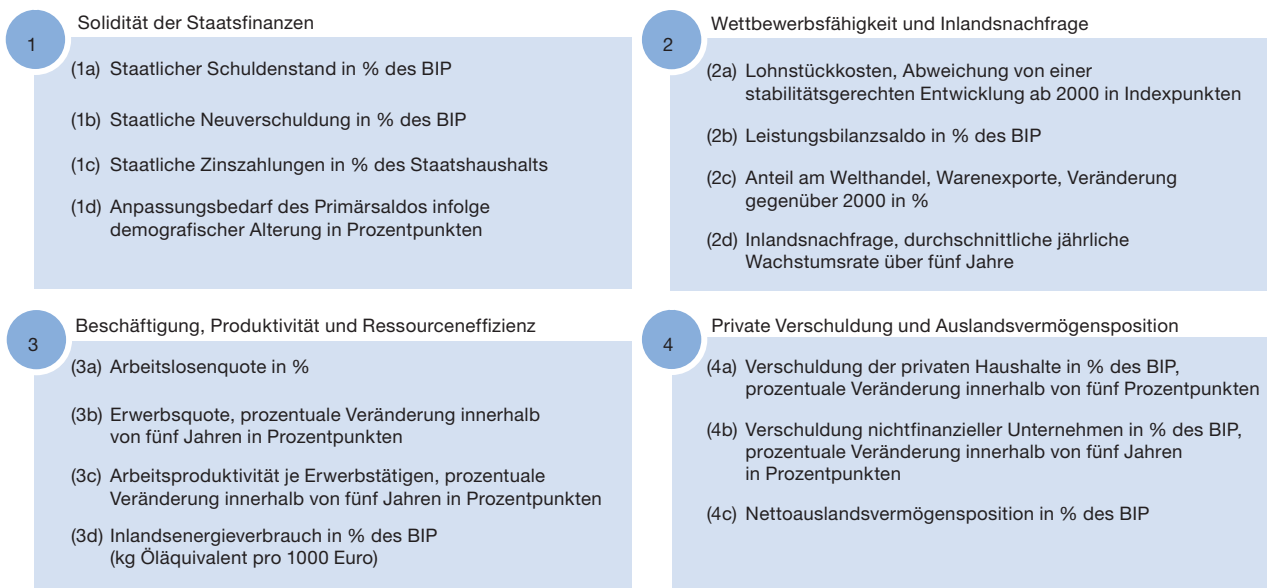 1
Solidität der Staatsfinanzen
(1a) Staatlicher Schuldenstand in % des BIP
(1b) Staatliche Neuverschuldung in % des BIP
(1c) Staatliche Zinszahlungen in % des Staatshaushalts
(1d) Anpassungsbedarf des Primärsaldos infolge
demografischer Alterung in Prozentpunkten
2
Wettbewerbsfähigkeit und Inlandsnachfrage
(2a) Lohnstückkosten, Abweichung von einer
stabilitätsgerechten Entwicklung ab 2000 in Indexpunkten
(2b) Leistungsbilanzsaldo in % des BIP
(2c) Anteil am Welthandel, Warenexporte, Veränderung
gegenüber 2000 in %
(2d) Inlandsnachfrage, durchschnittliche jährliche
Wachstumsrate über fünf Jahre
3
Beschäftigung, Produktivität und Ressourceneffizienz
(3a) Arbeitslosenquote in %
(3b) Erwerbsquote, prozentuale Veränderung innerhalb
von fünf Jahren in Prozentpunkten
(3c) Arbeitsproduktivität je Erwerbstätigen, prozentuale
Veränderung innerhalb von fünf Jahren in Prozentpunkten
(3d) Inlandsenergieverbrauch in % des BIP
(kg Öläquivalent pro 1000 Euro)
4
Private Verschuldung und Auslandsvermögensposition
(4a) Verschuldung der privaten Haushalte in % des BIP,
prozentuale Veränderung innerhalb von fünf Prozentpunkten
(4b) Verschuldung nichtfinanzieller Unternehmen in % des BIP,
prozentuale Veränderung innerhalb von fünf Jahren
in Prozentpunkten
(4c) Nettoauslandsvermögensposition in % des BIP